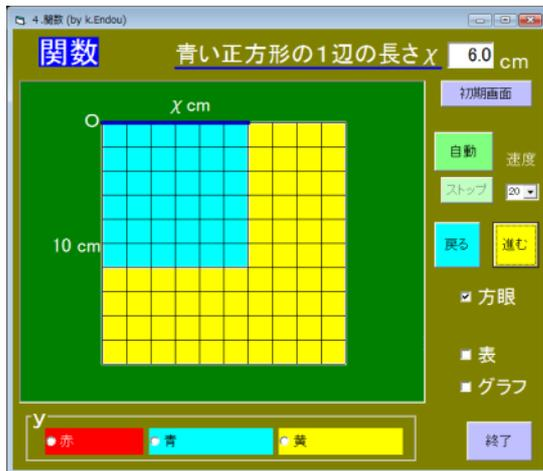 4.関数 (by k.Endou)
関数 青い正方形の1辺の長さχ 6.0 cm
初期画面
χ cm
O
自動 速度
ストップ 20
10 cm
戻る 進む
方眼
表
グラフ
y
赤 青 黄
終了